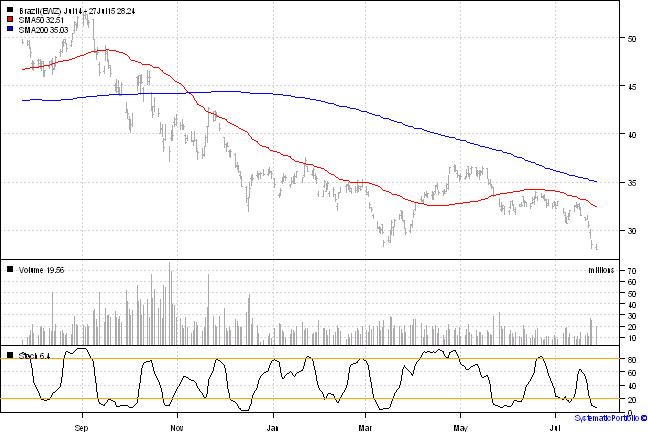 Brazil(EWZ) Jul14 - 27Jul15 28.24
SMA50 32.51
SMA200 35.03
50
45
40
35
30
Volume 19.56
millions
70
60
50
40
30
20
10
Stoch 6.4
80
60
40
20
0
Sep Nov Jan Mar May Jul
SystematicPortfolio ©